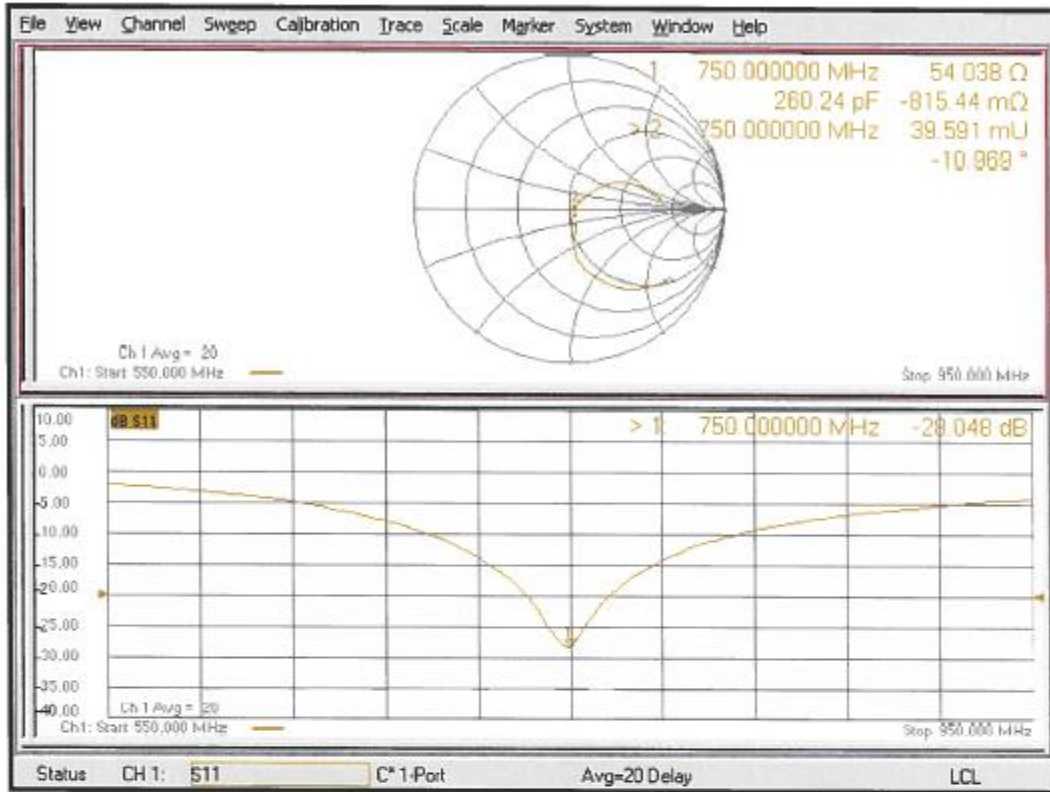 File View Channel Sweep Calibration Trace Scale Marker System Window Help
1: 750.000000 MHz 54.038 Ω
260.24 pF -815.44 mΩ
> 2: 750.000000 MHz 39.591 mU
-10.969 °
Ch 1 Avg = 20
Ch1: Start 550.000 MHz Stop 950.000 MHz
10.00 dB S11 > 1: 750.000000 MHz -28.048 dB
5.00
0.00
-5.00
-10.00
-15.00
-20.00
-25.00
-30.00
-35.00
-40.00
1
Ch 1 Avg = 20
Ch1: Start 550.000 MHz Stop 950.000 MHz
Status CH 1: S11 C* 1-Port Avg=20 Delay LCL